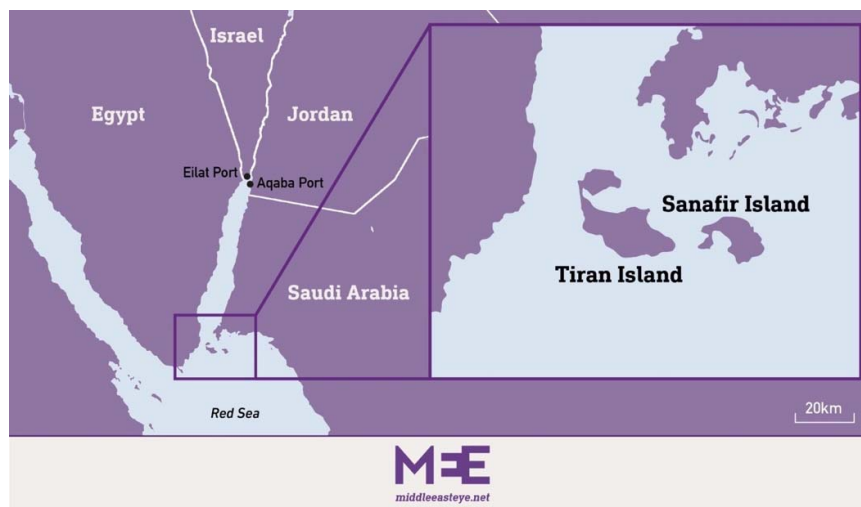 Israel
Egypt
Jordan
Eilat Port
Aqaba Port
Sanafir Island
Tiran Island
Saudi Arabia
Red Sea
20km
MEE
middleeasteye.net